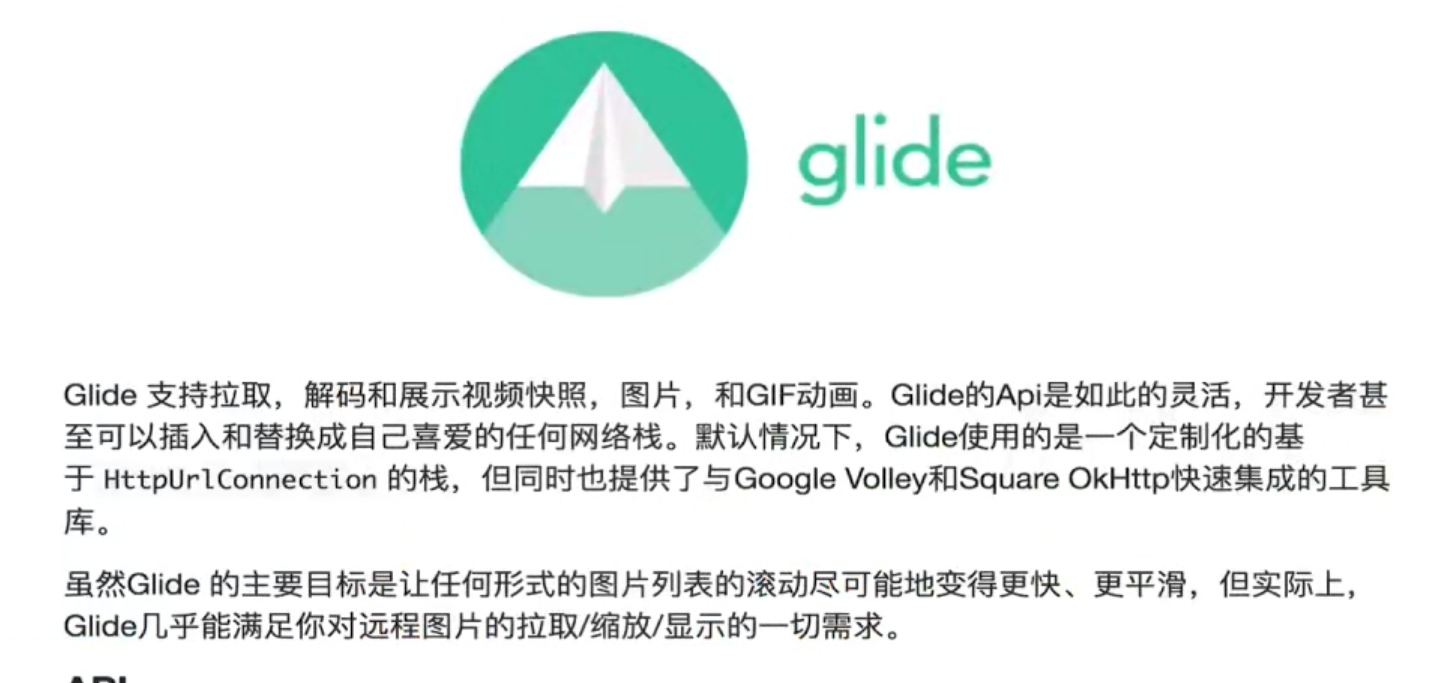 glide
Glide 支持拉取，解码和展示视频快照，图片，和GIF动画。Glide的Api是如此的灵活，开发者甚
至可以插入和替换成自己喜爱的任何网络栈。默认情况下，Glide使用的是一个定制化的基
于 HttpUrlConnection 的栈，但同时也提供了与Google Volley和Square OkHttp快速集成的工具
库。
虽然Glide 的主要目标是让任何形式的图片列表的滚动尽可能地变得更快、更平滑，但实际上，
Glide几乎能满足你对远程图片的拉取/缩放/显示的一切需求。
API